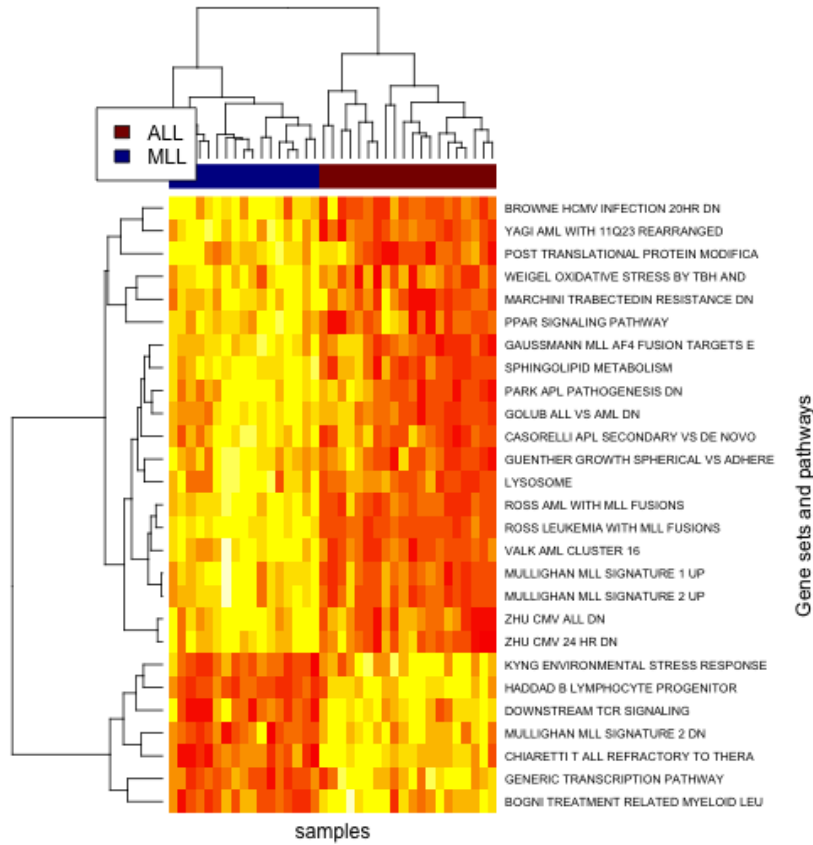 ALL
MLL
BROWNE HCMV INFECTION 20HR DN
YAGI AML WITH 11Q23 REARRANGED
POST TRANSLATIONAL PROTEIN MODIFICA
WEIGEL OXIDATIVE STRESS BY TBH AND
MARCHINI TRABECTEDIN RESISTANCE DN
PPAR SIGNALING PATHWAY
GAUSSMANN MLL AF4 FUSION TARGETS E
SPHINGOLIPID METABOLISM
PARK APL PATHOGENESIS DN
GOLUB ALL VS AML DN
CASORELLI APL SECONDARY VS DE NOVO
GUENTHER GROWTH SPHERICAL VS ADHERE
LYSOSOME
ROSS AML WITH MLL FUSIONS
ROSS LEUKEMIA WITH MLL FUSIONS
VALK AML CLUSTER 16
MULLIGHAN MLL SIGNATURE 1 UP
MULLIGHAN MLL SIGNATURE 2 UP
ZHU CMV ALL DN
ZHU CMV 24 HR DN
KYNG ENVIRONMENTAL STRESS RESPONSE
HADDAD B LYMPHOCYTE PROGENITOR
DOWNSTREAM TCR SIGNALING
MULLIGHAN MLL SIGNATURE 2 DN
CHIARETTI T ALL REFRACTORY TO THERA
GENERIC TRANSCRIPTION PATHWAY
BOGNI TREATMENT RELATED MYELOID LEU
Gene sets and pathways
samples